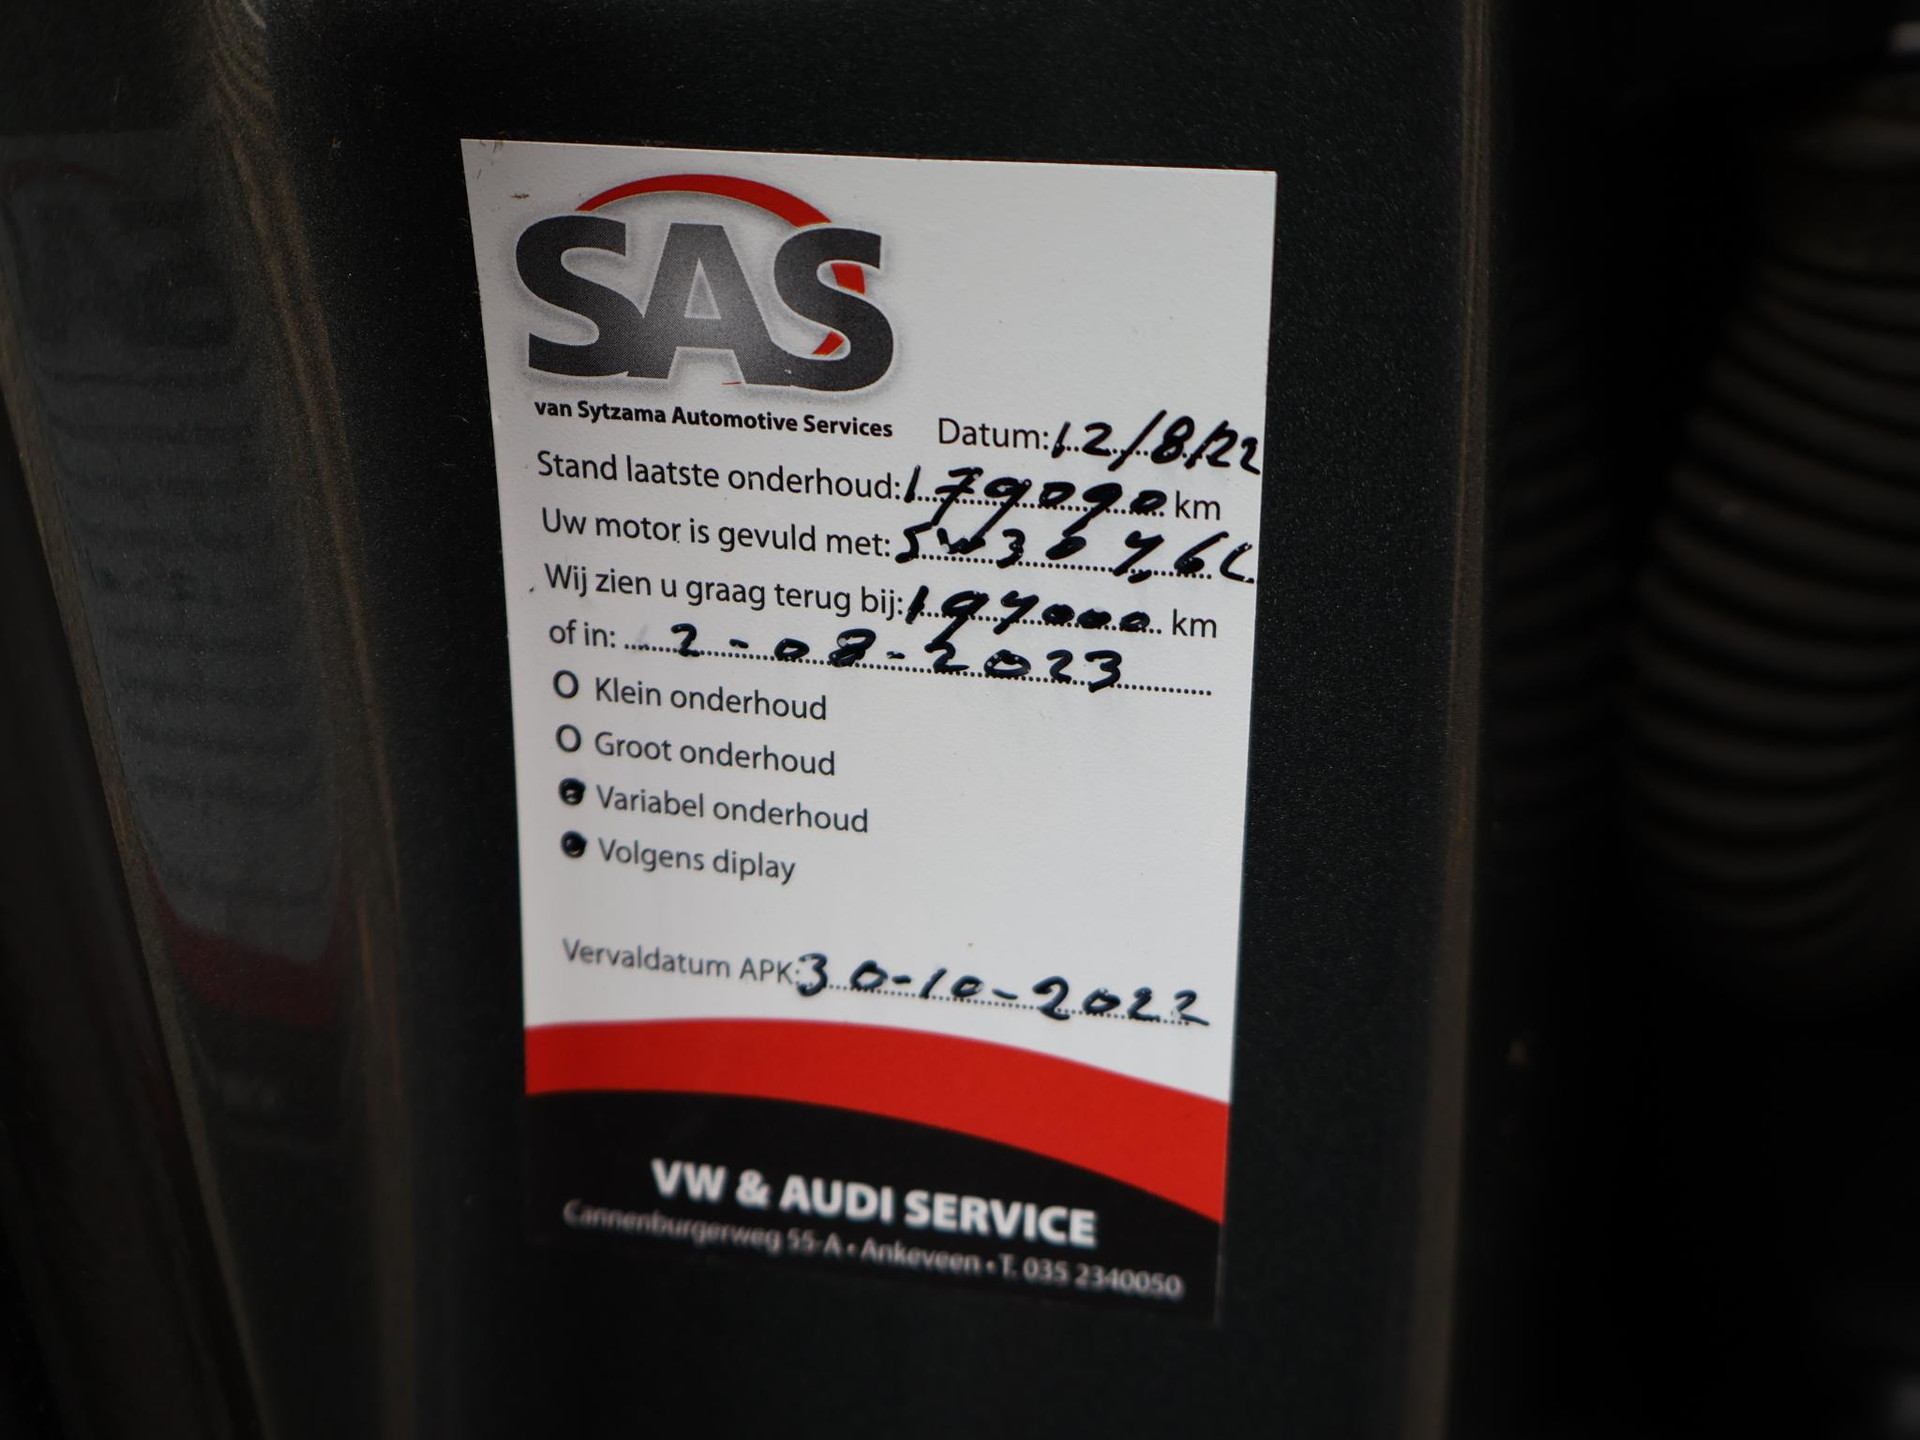 SAS
van Sytzama Automotive Services
Datum: 12/8/22
Stand laatste onderhoud: 179090 km
Uw motor is gevuld met: 5w30 4,6L
Wij zien u graag terug bij: 194000 km
of in: 2-08-2023
O Klein onderhoud
O Groot onderhoud
● Variabel onderhoud
● Volgens diplay
Vervaldatum APK: 30-10-2022
VW & AUDI SERVICE
Cannenburgerweg 55-A • Ankeveen • T. 035 2340050